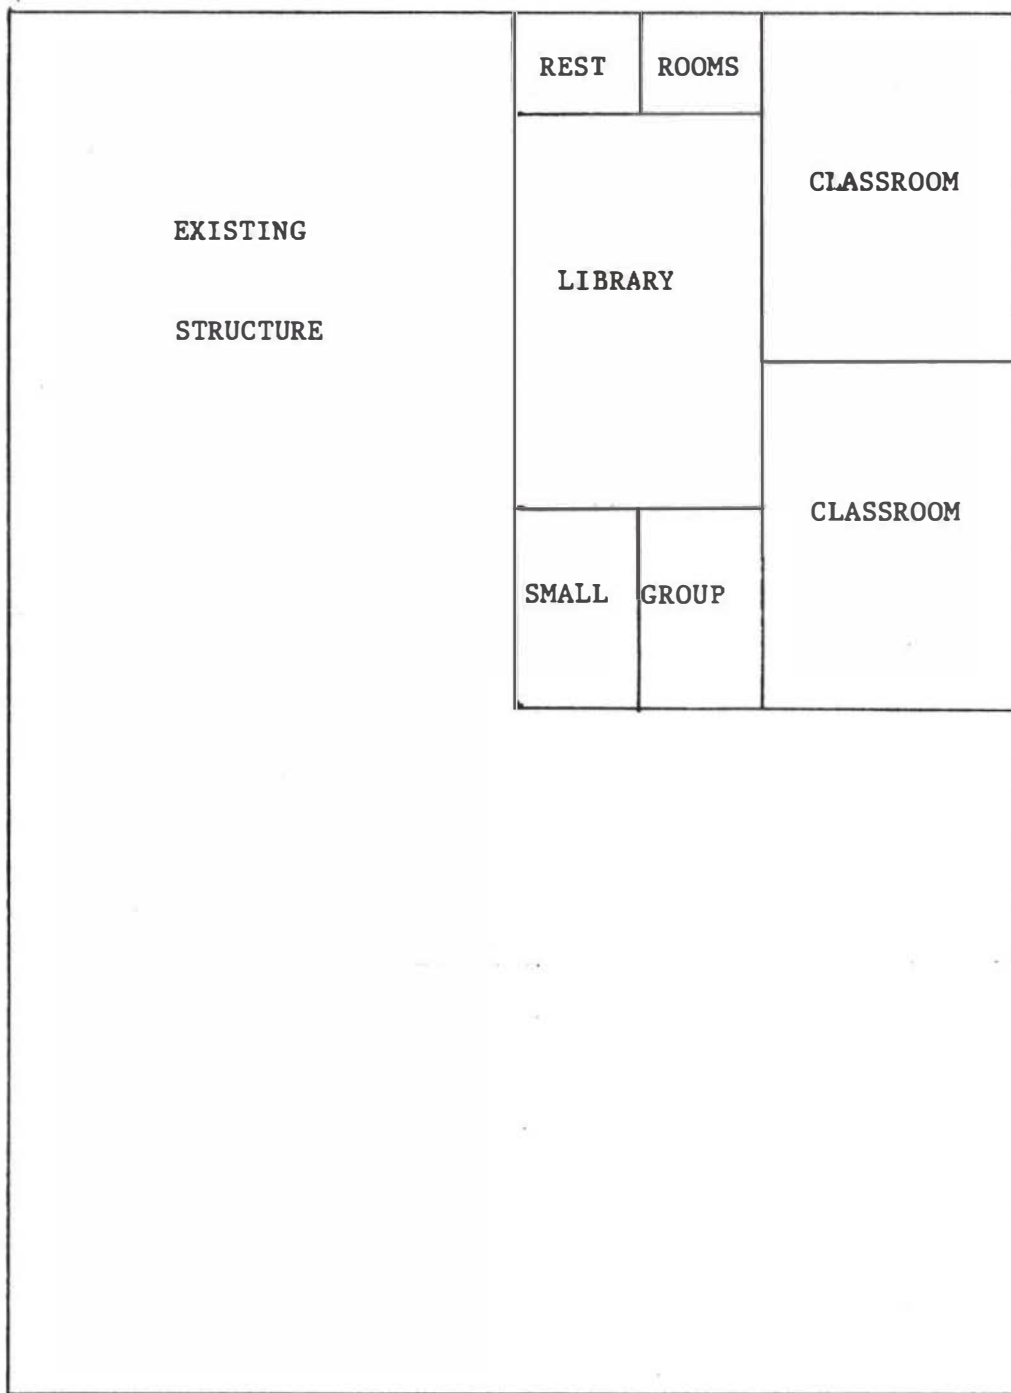 REST ROOMS
CLASSROOM
EXISTING
STRUCTURE
LIBRARY
CLASSROOM
SMALL GROUP